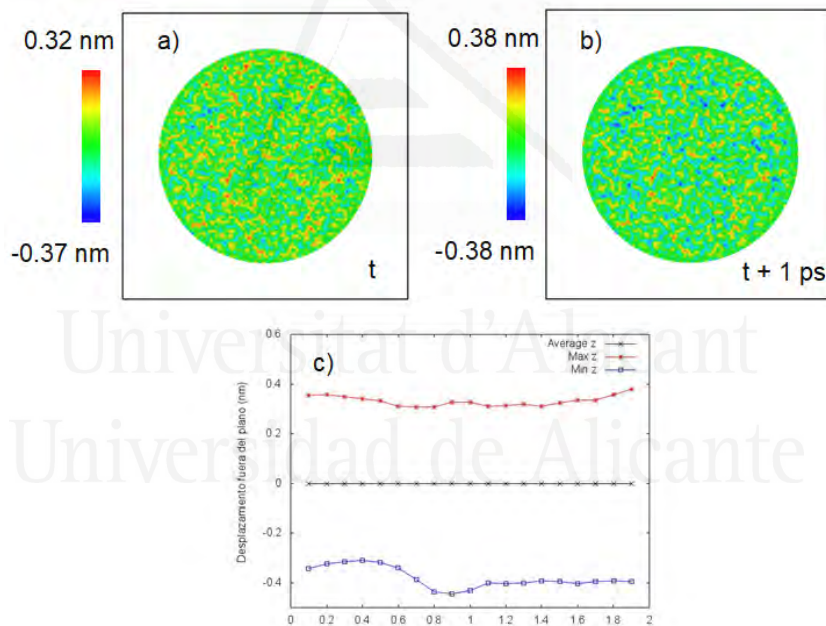 0.32 nm
a)
-0.37 nm
t
0.38 nm
b)
-0.38 nm
t + 1 ps
Universitat d'Alacant
Universidad de Alicante
c)
Average z
Max z
Min z
Desplazamiento fuera del plano (nm)
0.6
0.4
0.2
0
-0.2
-0.4
0 0.2 0.4 0.6 0.8 1 1.2 1.4 1.6 1.8 2